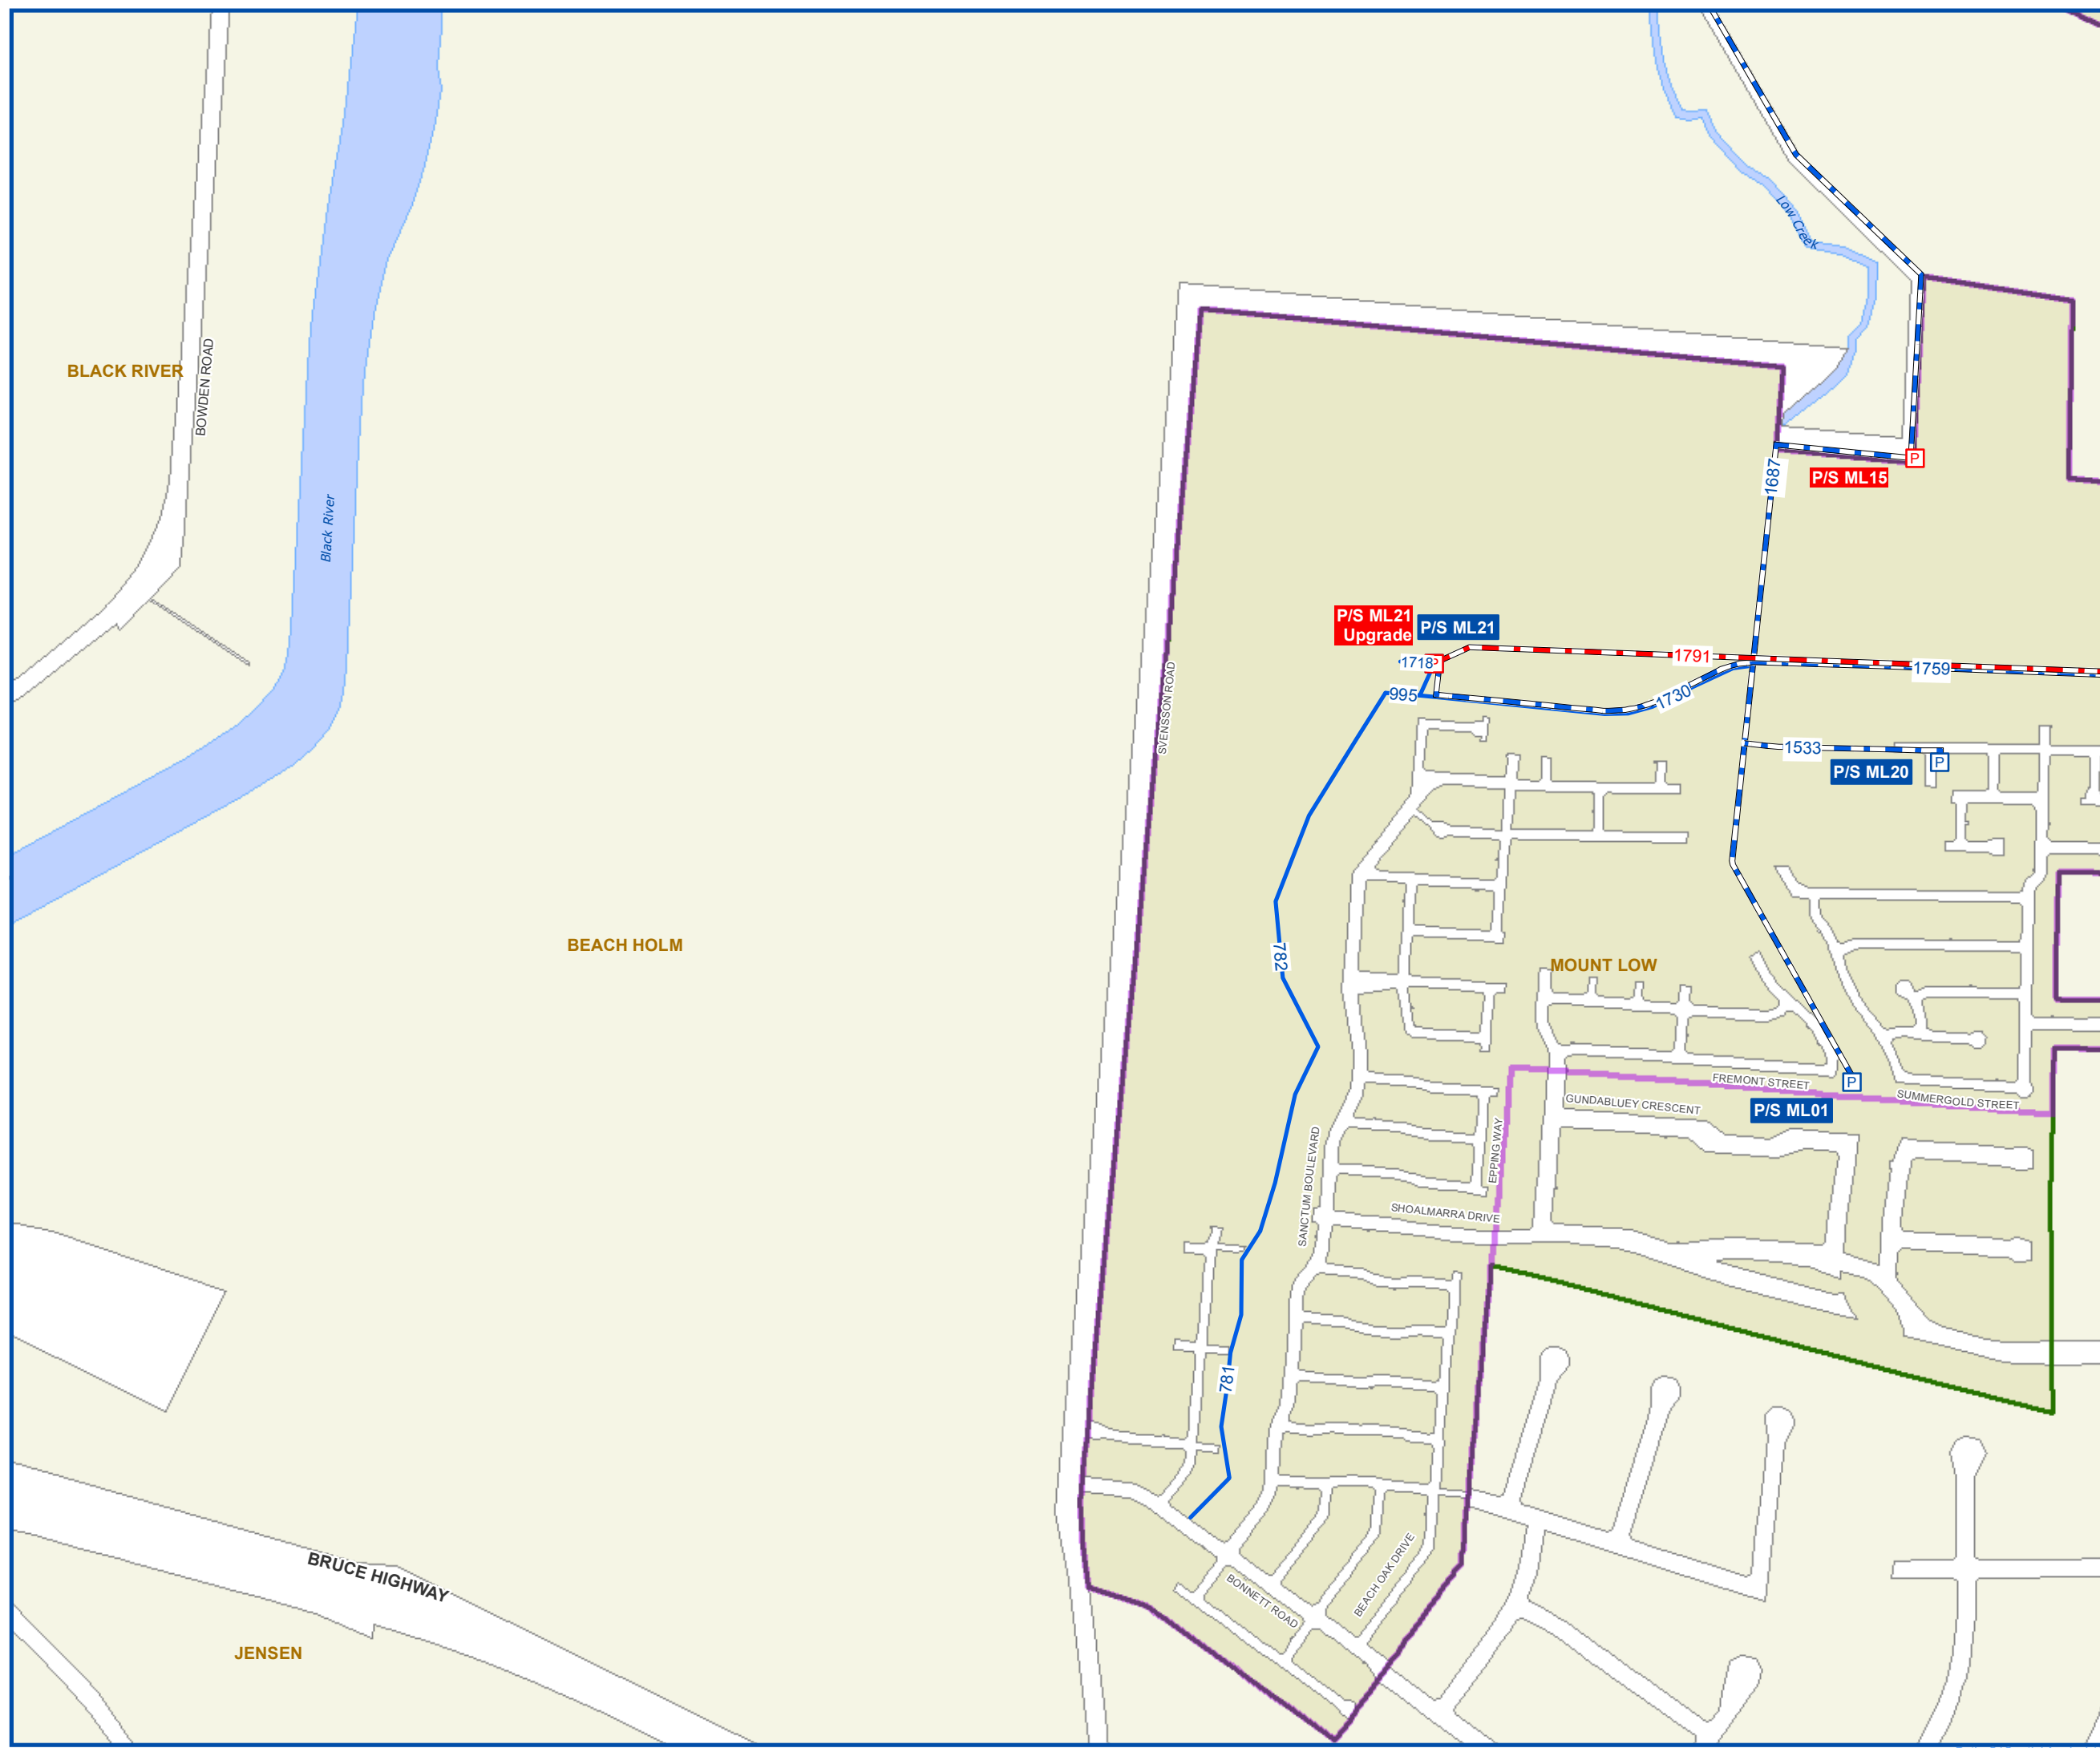 Low Creek
BLACK RIVER
BOWDEN ROAD
Black River
1687
P/S ML15
P
P/S ML21
Upgrade
P/S ML21
1718
P
1791
1759
995
1730
SVENSSON ROAD
1533
P/S ML20
P
BEACH HOLM
782
MOUNT LOW
FREMONT STREET
P
SUMMERGOLD STREET
GUNDABLUEY CRESCENT
P/S ML01
EPPING WAY
SANCTUM BOULEVARD
SHOALMARRA DRIVE
781
BRUCE HIGHWAY
BEACH OAK DRIVE
BONNETT ROAD
JENSEN